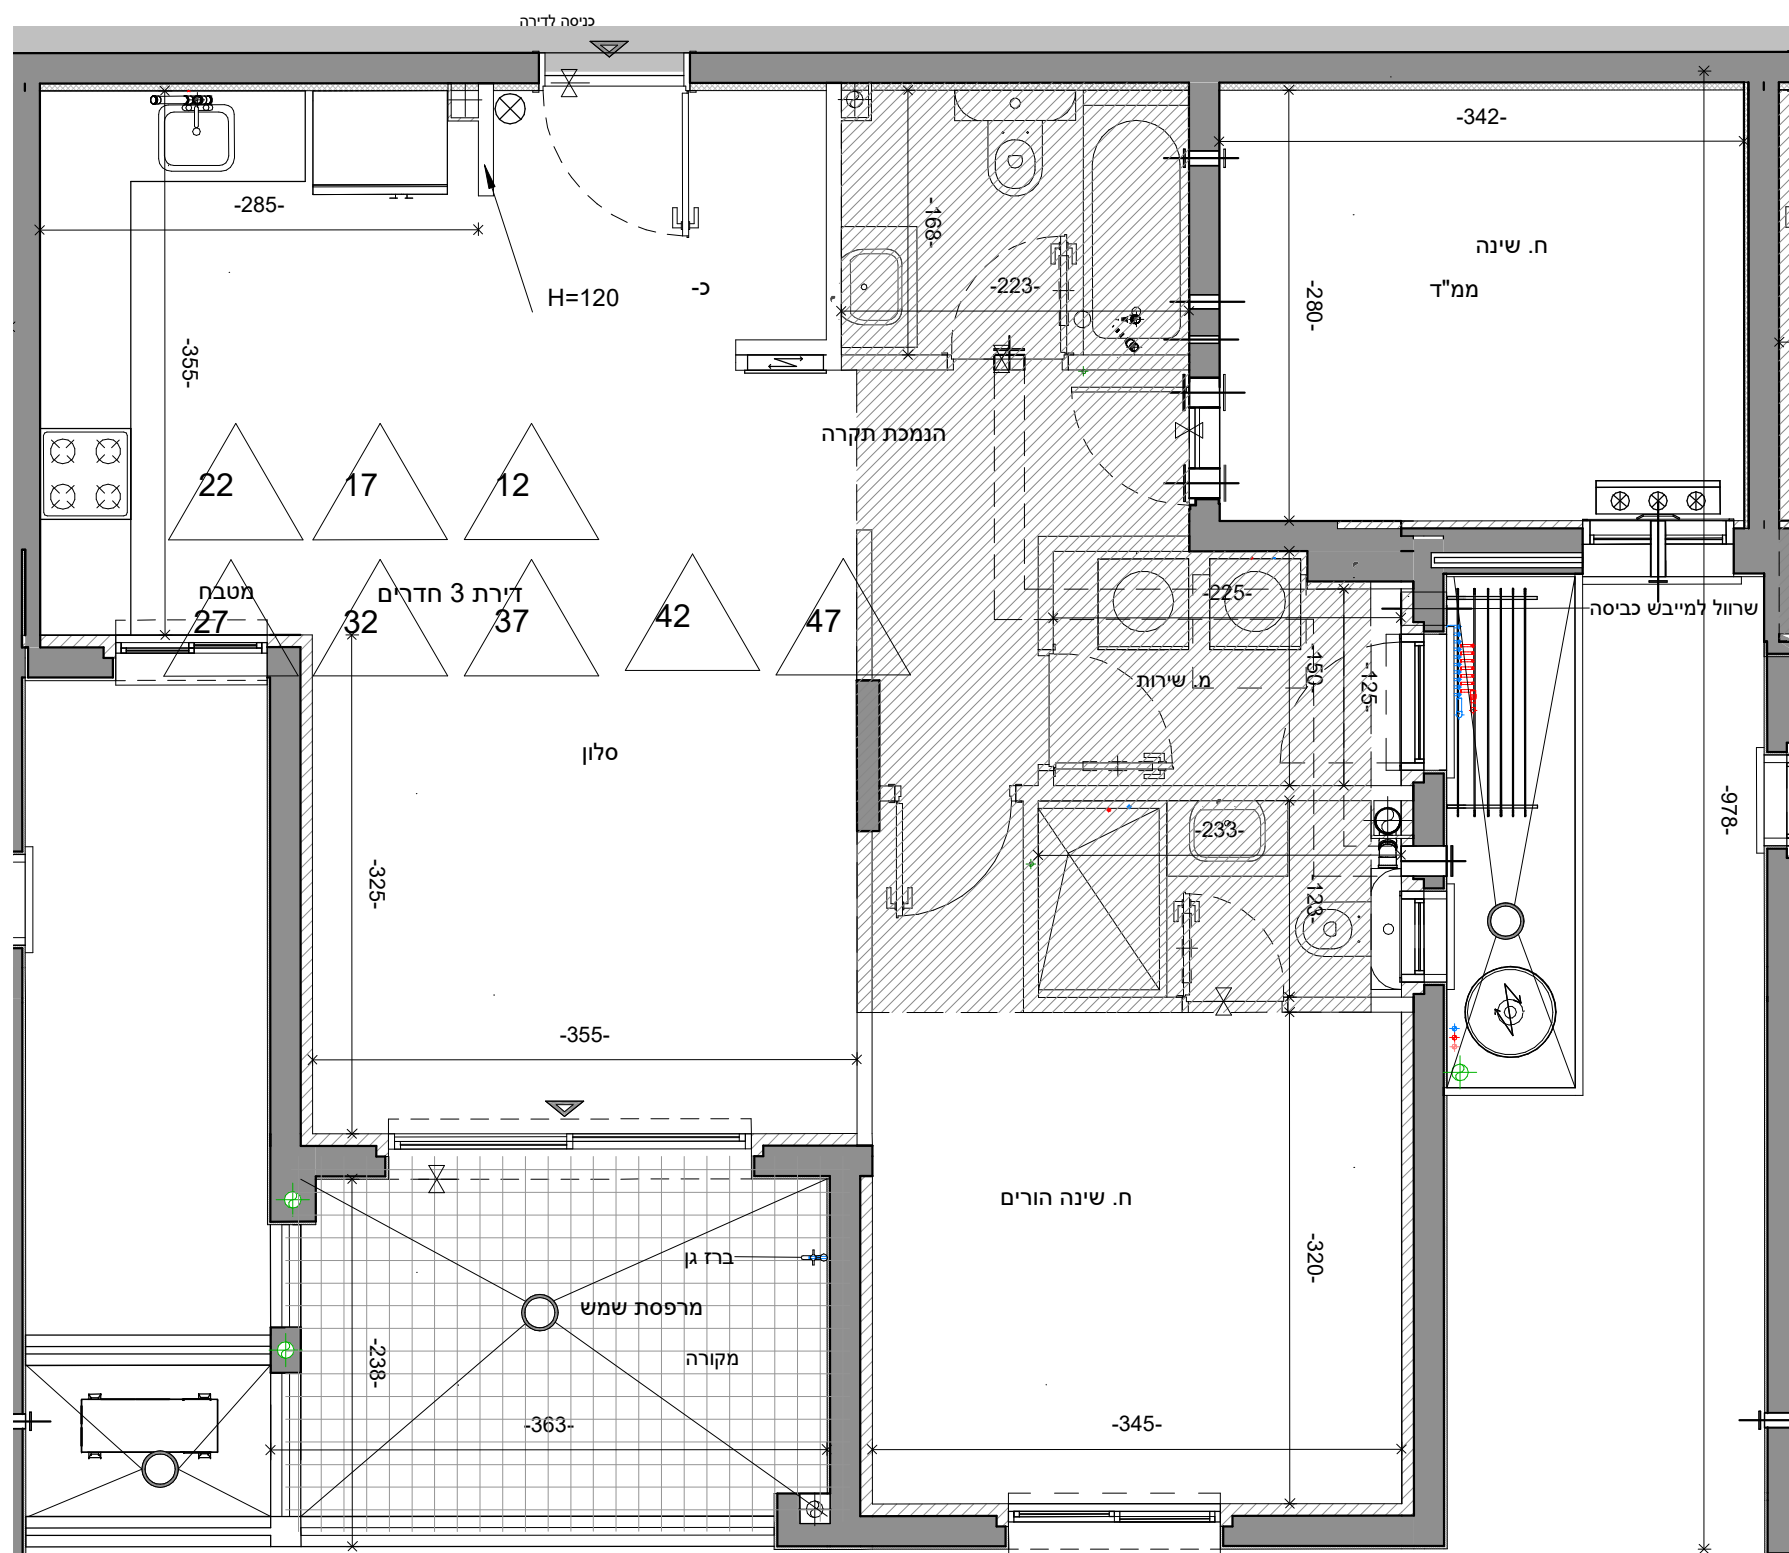 כניסה לדירה
-342-
-285-
-168-
ח. שינה
ממ"ד
H=120
כ-
-223-
-280-
-355-
הנמכת תקרה
22
17
12
מטבח
דירת 3 חדרים
27
32
37
42
47
-225-
שרוול למייבש כביסה
מ. שירות
-150-
-125-
סלון
-978-
-233-
-325-
-123-
-355-
ח. שינה הורים
ברז גן
-320-
מרפסת שמש
מקורה
-238-
-363-
-345-